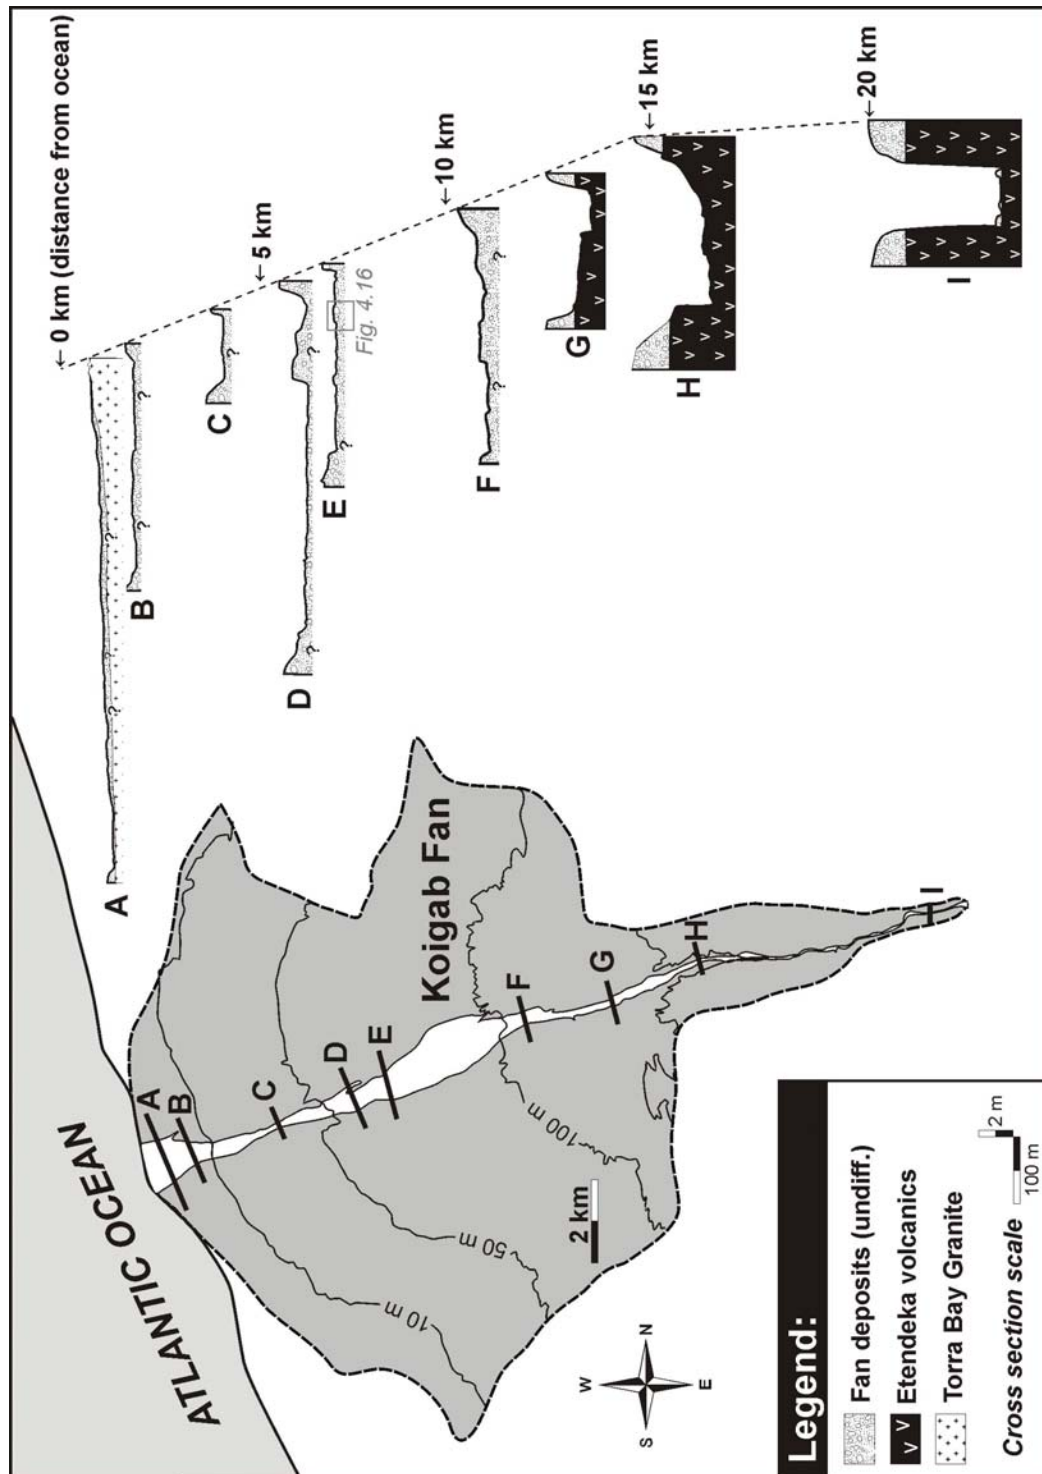 0 km (distance from ocean)
5 km
10 km
15 km
20 km
A
B
C
D
E
F
G
H
I
Fig. 4.16
? ?
? ? ?
?
? ?
? ?
? ?
ATLANTIC OCEAN
Koigab Fan
A
B
C
D
E
F
G
H
I
10 m
50 m
100 m
2 km
W
N
S
E
Legend:
Fan deposits (undiff.)
Etendeka volcanics
Torra Bay Granite
Cross section scale
2 m
100 m